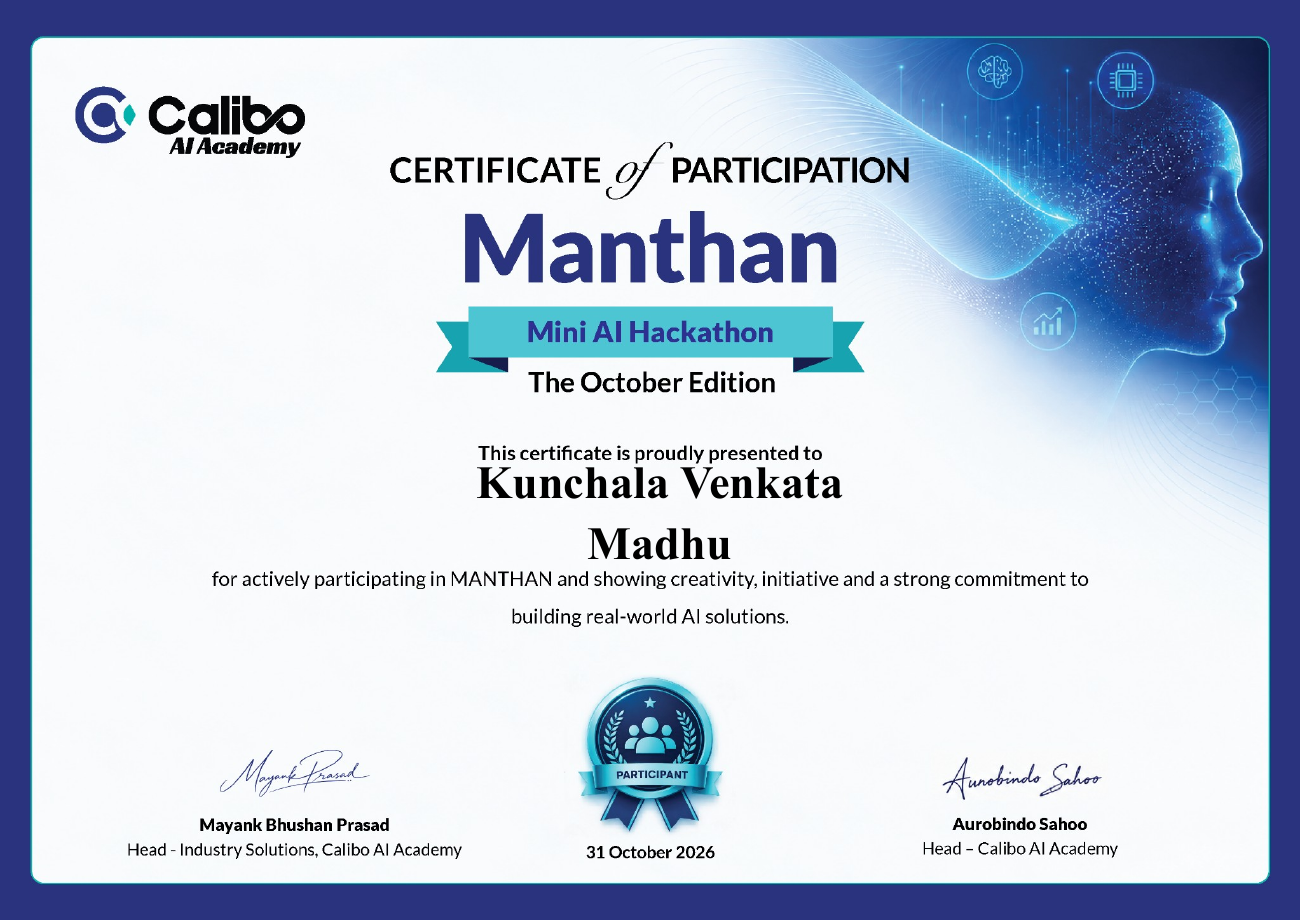 Calibo
AI Academy
CERTIFICATE of PARTICIPATION
Manthan
Mini AI Hackathon
The October Edition
This certificate is proudly presented to
Kunchala Venkata
Madhu
for actively participating in MANTHAN and showing creativity, initiative and a strong commitment to
building real-world AI solutions.
PARTICIPANT
Mayank Prasad
Mayank Bhushan Prasad
Head - Industry Solutions, Calibo AI Academy
31 October 2026
Aurobindo Sahoo
Aurobindo Sahoo
Head – Calibo AI Academy